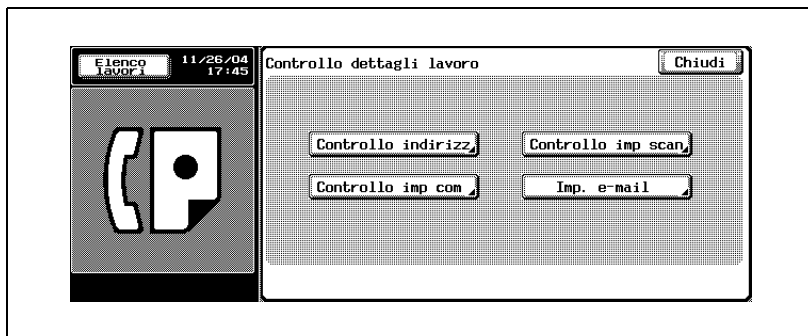 Elenco
lavori
11/26/04
17:45
Controllo dettagli lavoro
Chiudi
Controllo indirizz
Controllo imp scan
Controllo imp com
Imp. e-mail